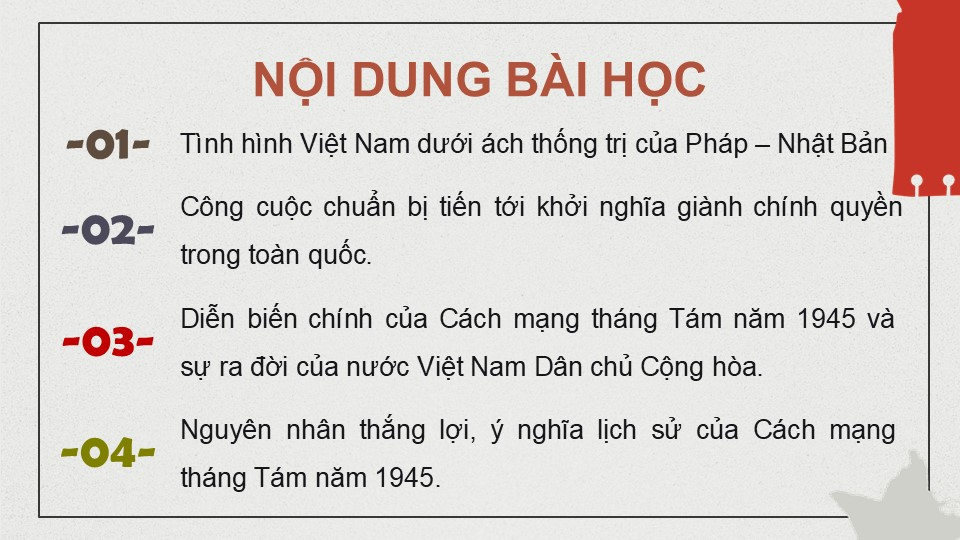 NỘI DUNG BÀI HỌC
-01-
Tình hình Việt Nam dưới ách thống trị của Pháp – Nhật Bản
-02-
Công cuộc chuẩn bị tiến tới khởi nghĩa giành chính quyền
trong toàn quốc.
-03-
Diễn biến chính của Cách mạng tháng Tám năm 1945 và
sự ra đời của nước Việt Nam Dân chủ Cộng hòa.
-04-
Nguyên nhân thắng lợi, ý nghĩa lịch sử của Cách mạng
tháng Tám năm 1945.